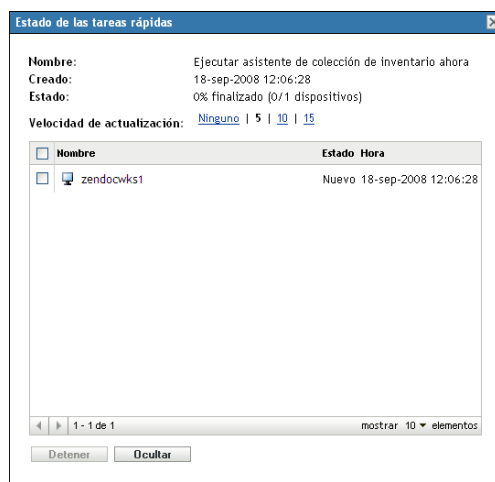 Estado de las tareas rápidas
Nombre: Ejecutar asistente de colección de inventario ahora
Creado: 18-sep-2008 12:06:28
Estado: 0% finalizado (0/1 dispositivos)
Velocidad de actualización: Ninguno | 5 | 10 | 15
Nombre Estado Hora
zendocwks1 Nuevo 18-sep-2008 12:06:28
1 - 1 de 1 mostrar 10 elementos
Detener Ocultar